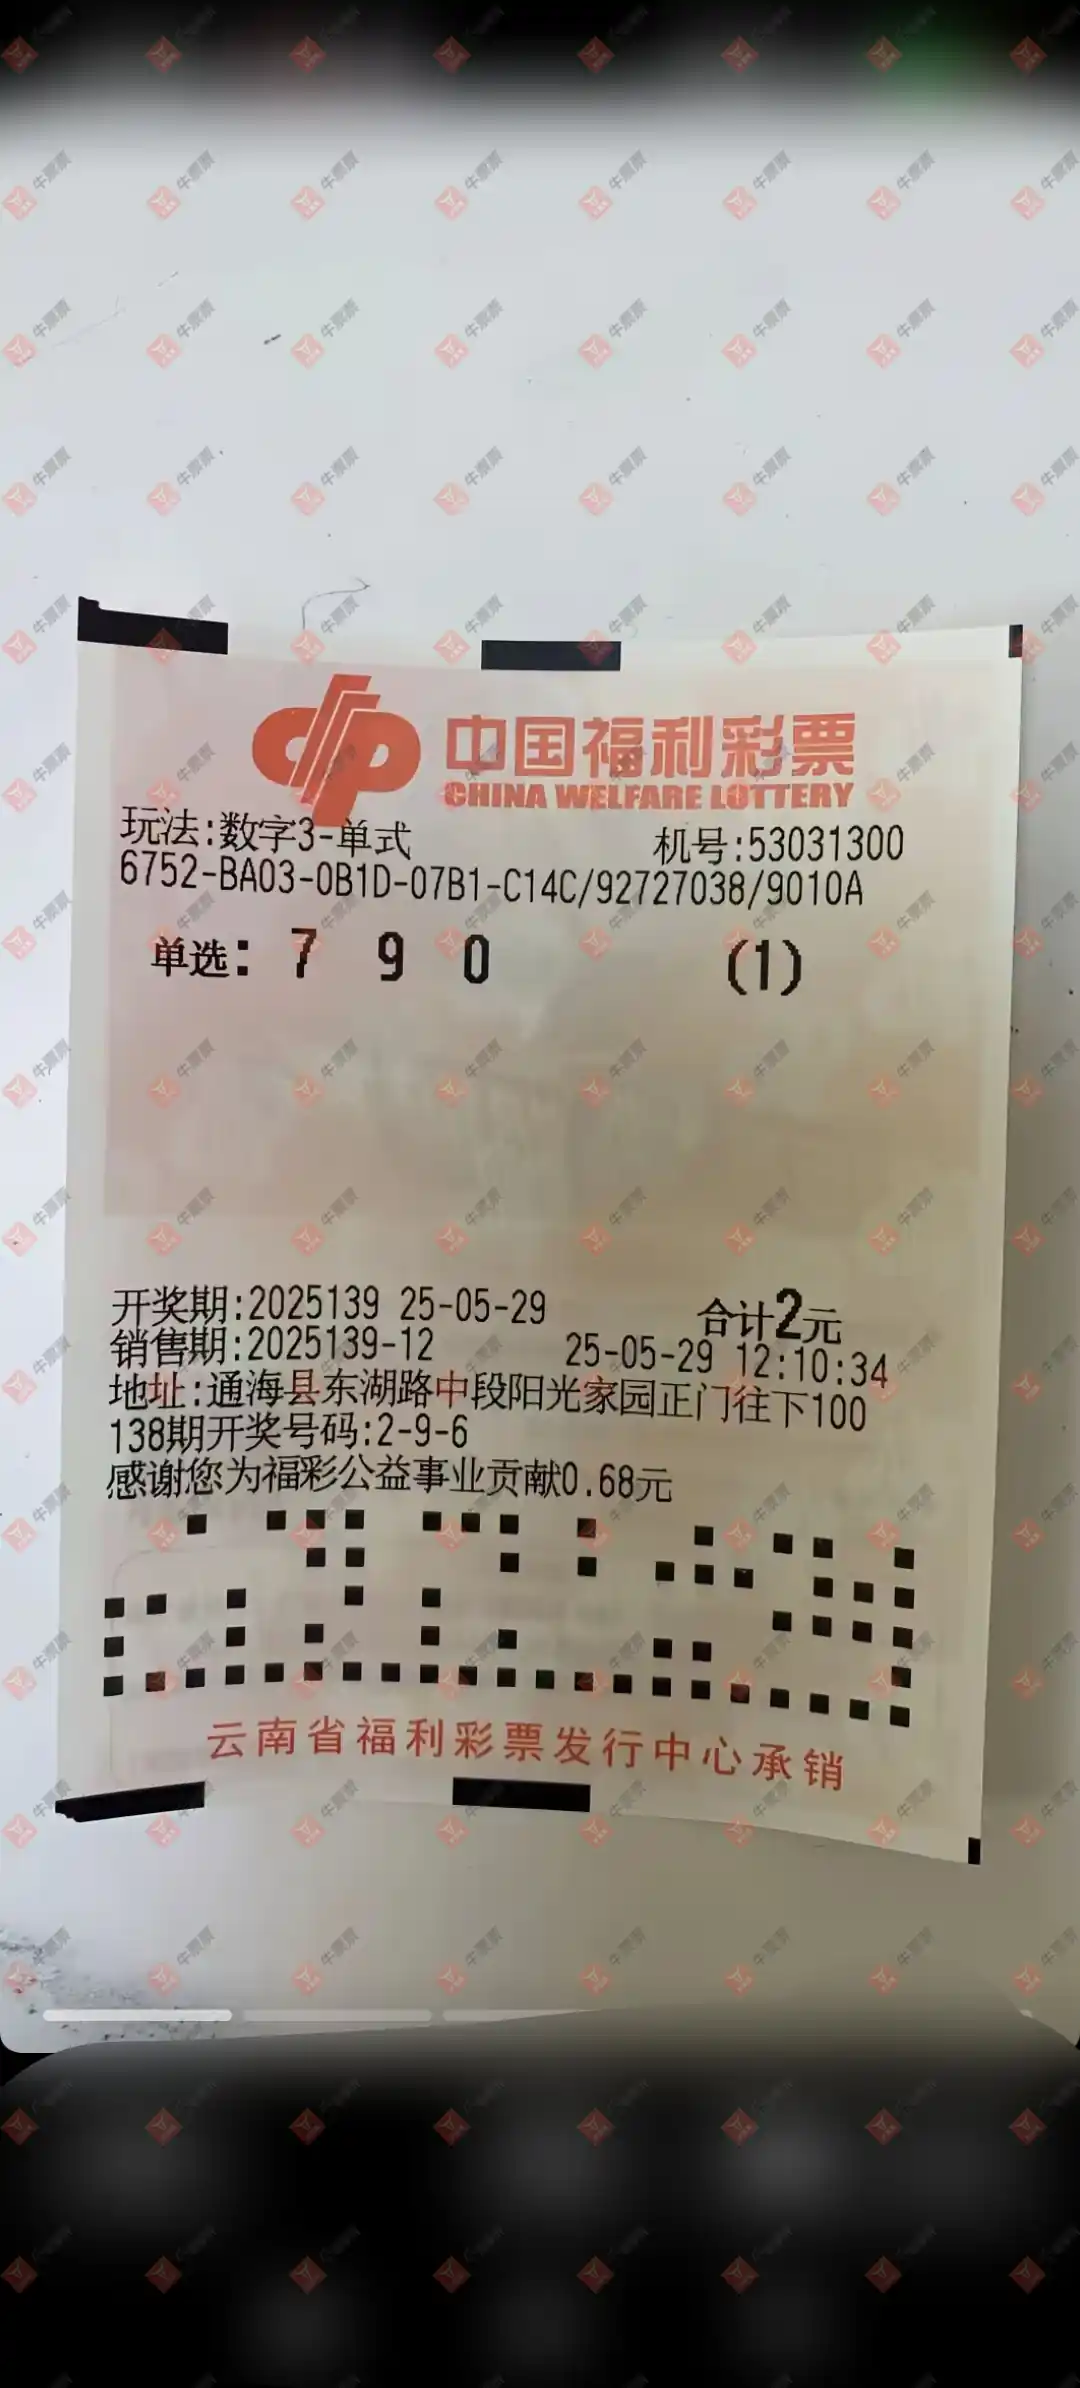 中国福利彩票
CHINA WELFARE LOTTERY
玩法:数字3-单式 机号:53031300
6752-BA03-0B1D-07B1-C14C/92727038/9010A
单选: 7 9 0 (1)
开奖期:2025139 25-05-29 合计2元
销售期:2025139-12 25-05-29 12:10:34
地址:通海县东湖路中段阳光家园正门往下100
138期开奖号码:2-9-6
感谢您为福彩公益事业贡献0.68元
云南省福利彩票发行中心承销
牛票票